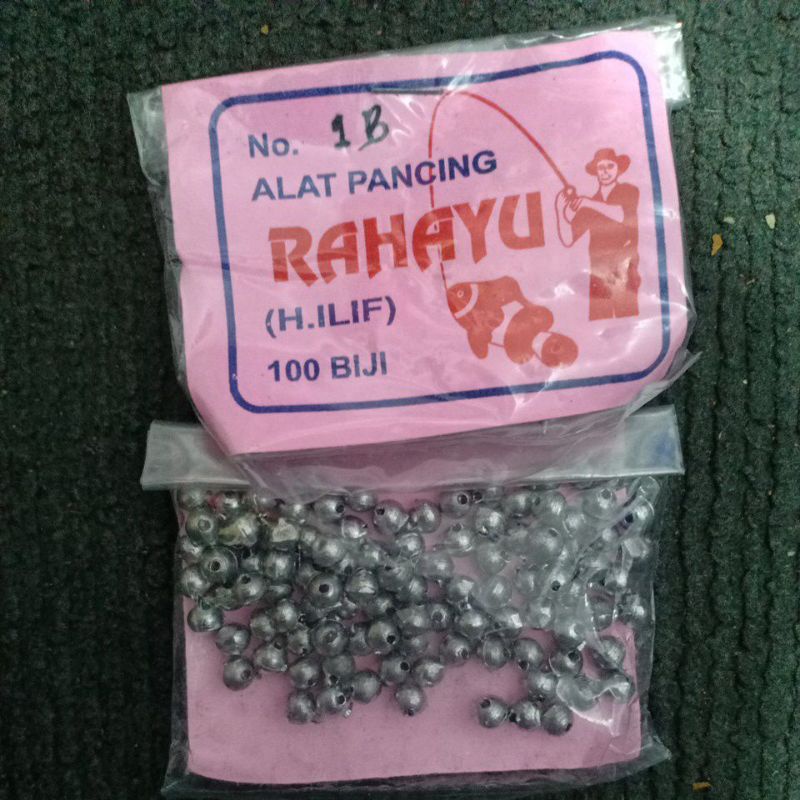 No. 1B
ALAT PANCING
RAHAYU
(H.ILIF)
100 BIJI